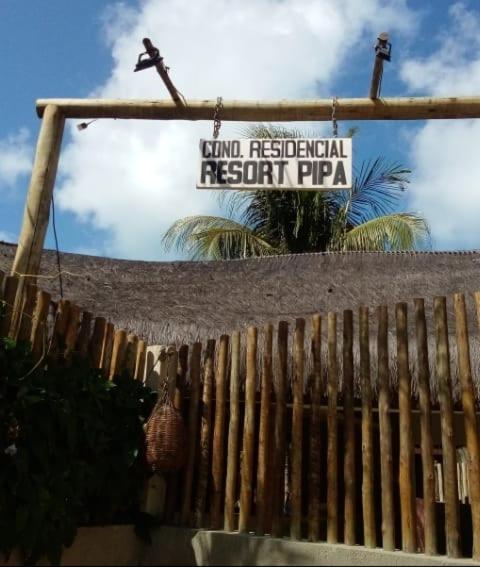 COND. RESIDENCIAL
RESORT PIPA